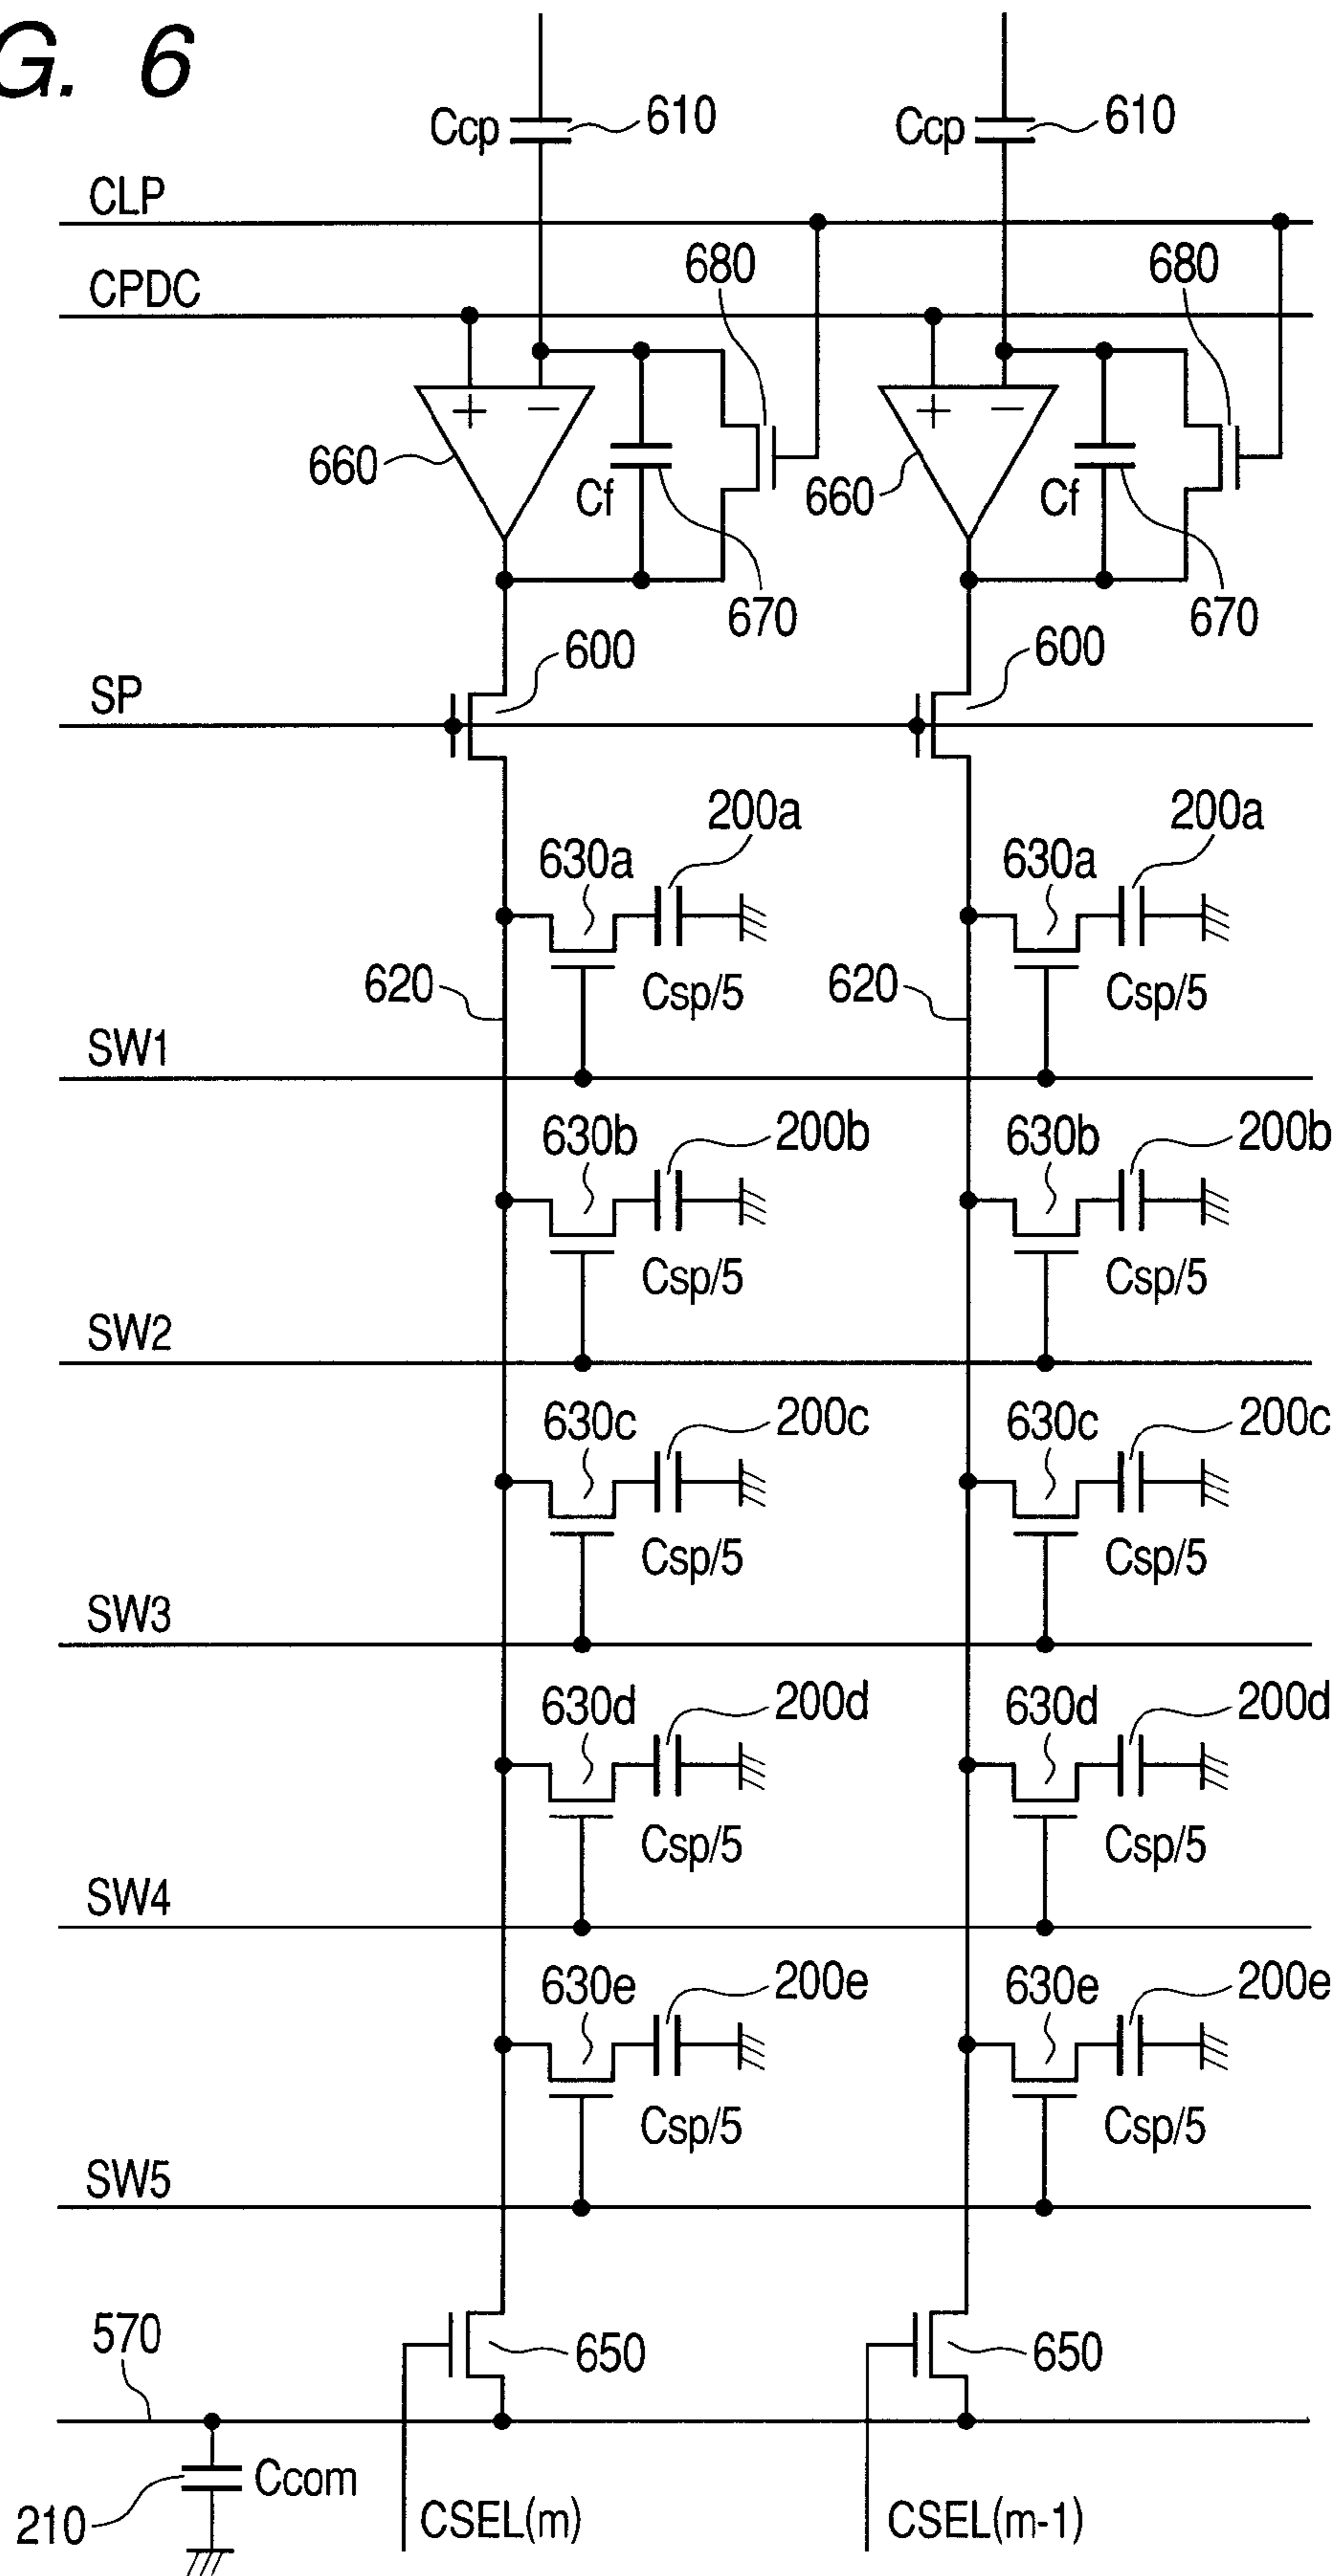 G. 6
Ccp 610 Ccp 610
CLP
680 680
CPDC
+ − + −
660 Cf 660 Cf
670 670
600 600
SP
200a 200a
630a 630a
620 Csp/5 620 Csp/5
SW1
630b 200b 630b 200b
Csp/5 Csp/5
SW2
630c 200c 630c 200c
Csp/5 Csp/5
SW3
630d 200d 630d 200d
Csp/5 Csp/5
SW4
630e 200e 630e 200e
Csp/5 Csp/5
SW5
570 650 650
Ccom
210 CSEL(m) CSEL(m-1)